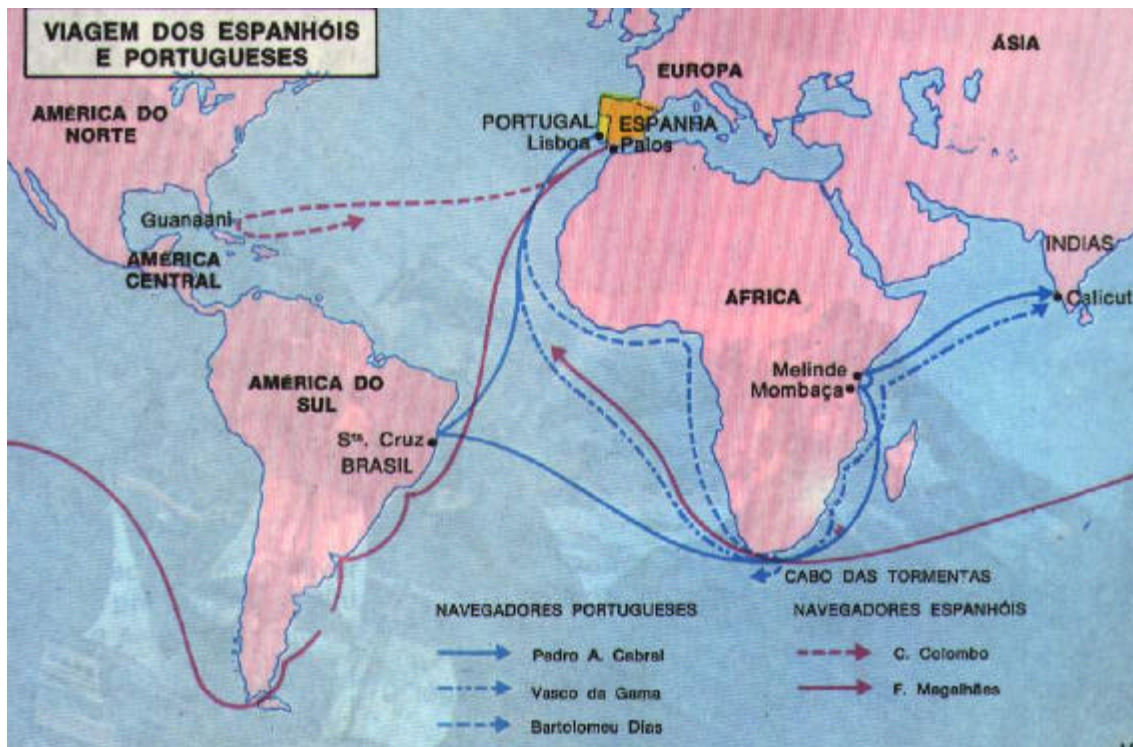 VIAGEM DOS ESPANHÓIS
E PORTUGUESES
ÁSIA
EUROPA
AMÉRICA DO
NORTE
PORTUGAL
ESPANHA
Lisboa
Palos
Guanaani
INDIAS
AMÉRICA
CENTRAL
ÁFRICA
Calicut
Melinde
Mombaça
AMÉRICA DO
SUL
Sta. Cruz
BRASIL
CABO DAS TORMENTAS
NAVEGADORES PORTUGUESES
Pedro A. Cabral
Vasco da Gama
Bartolomeu Dias
NAVEGADORES ESPANHÓIS
C. Colombo
F. Magalhães